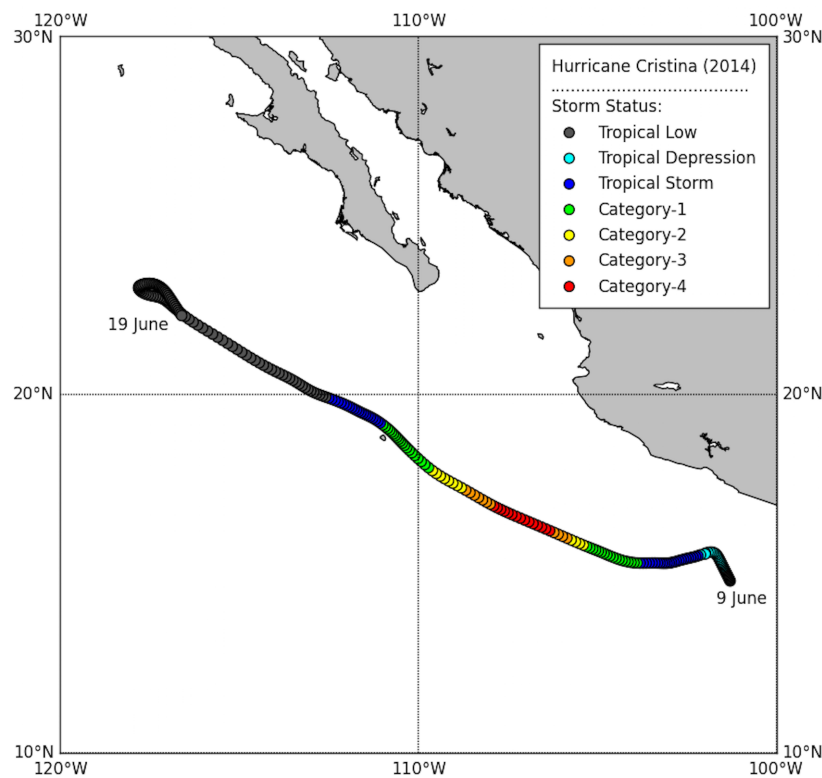 120°W 110°W 100°W
30°N 30°N
Hurricane Cristina (2014)
Storm Status:
Tropical Low
Tropical Depression
Tropical Storm
Category-1
Category-2
Category-3
Category-4
19 June
20°N 20°N
9 June
10°N 10°N
120°W 110°W 100°W